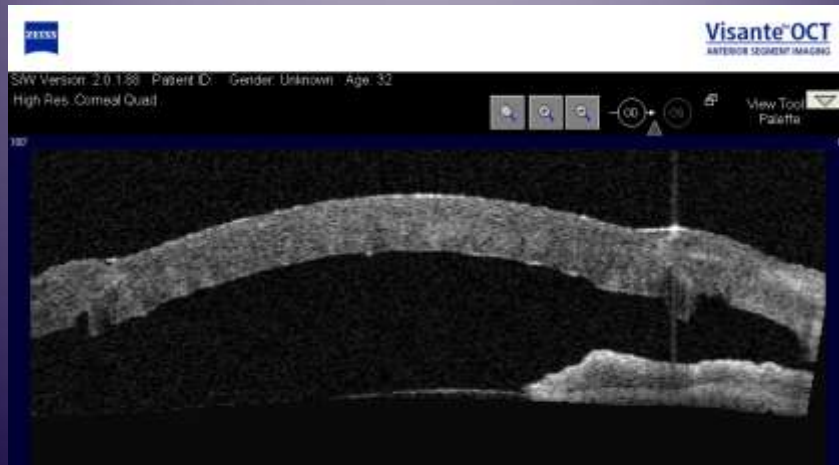 ZEISS
Visante™ OCT
ANTERIOR SEGMENT IMAGING
S/W Version: 2.0.1.88 Patient ID: Gender: Unknown Age: 32
High Res. Corneal Quad
OD
OS
View Tool
Palette